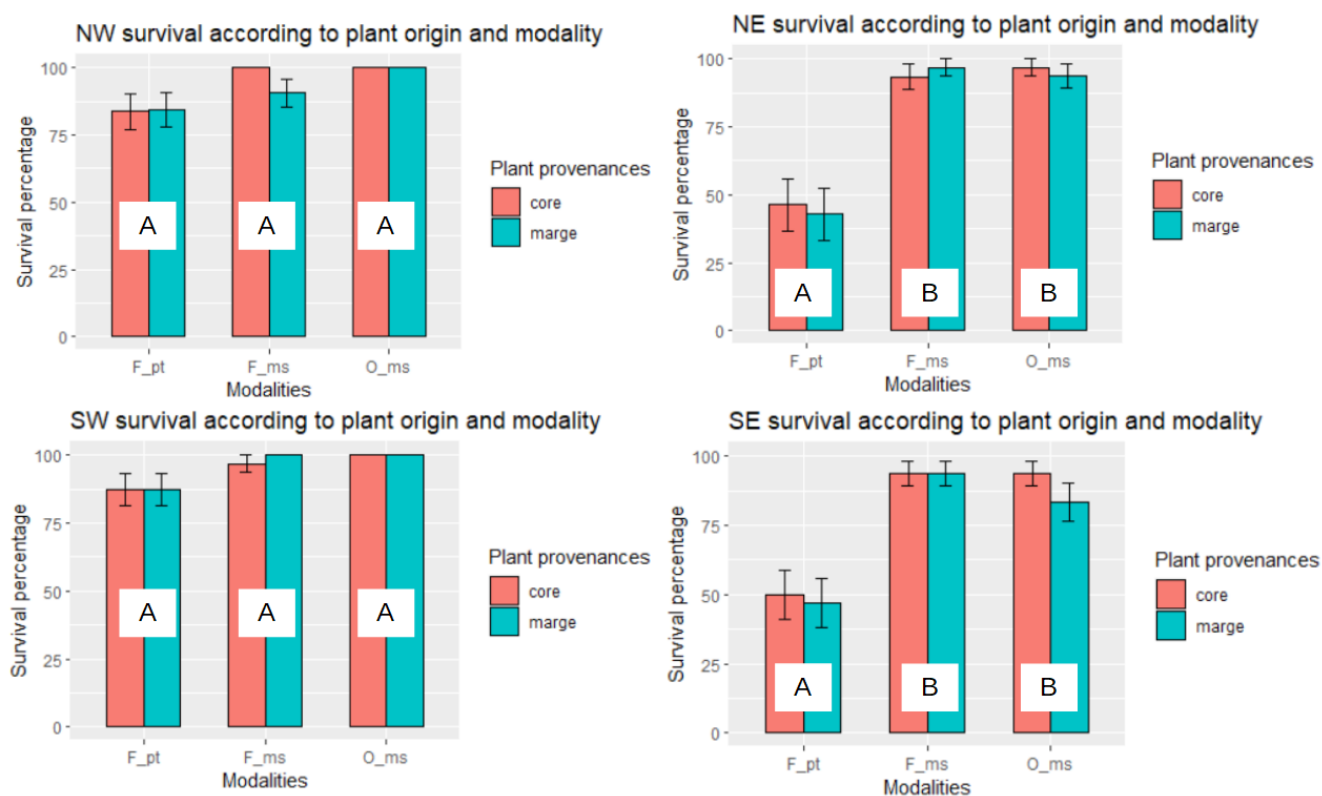 NW survival according to plant origin and modality
Survival percentage
100
75
50
25
0
A
A
A
F_pt
F_ms
O_ms
Modalities
Plant provenances
core
marge
NE survival according to plant origin and modality
Survival percentage
100
75
50
25
0
A
B
B
F_pt
F_ms
O_ms
Modalities
Plant provenances
core
marge
SW survival according to plant origin and modality
Survival percentage
100
75
50
25
0
A
A
A
F_pt
F_ms
O_ms
Modalities
Plant provenances
core
marge
SE survival according to plant origin and modality
Survival percentage
100
75
50
25
0
A
B
B
F_pt
F_ms
O_ms
Modalities
Plant provenances
core
marge